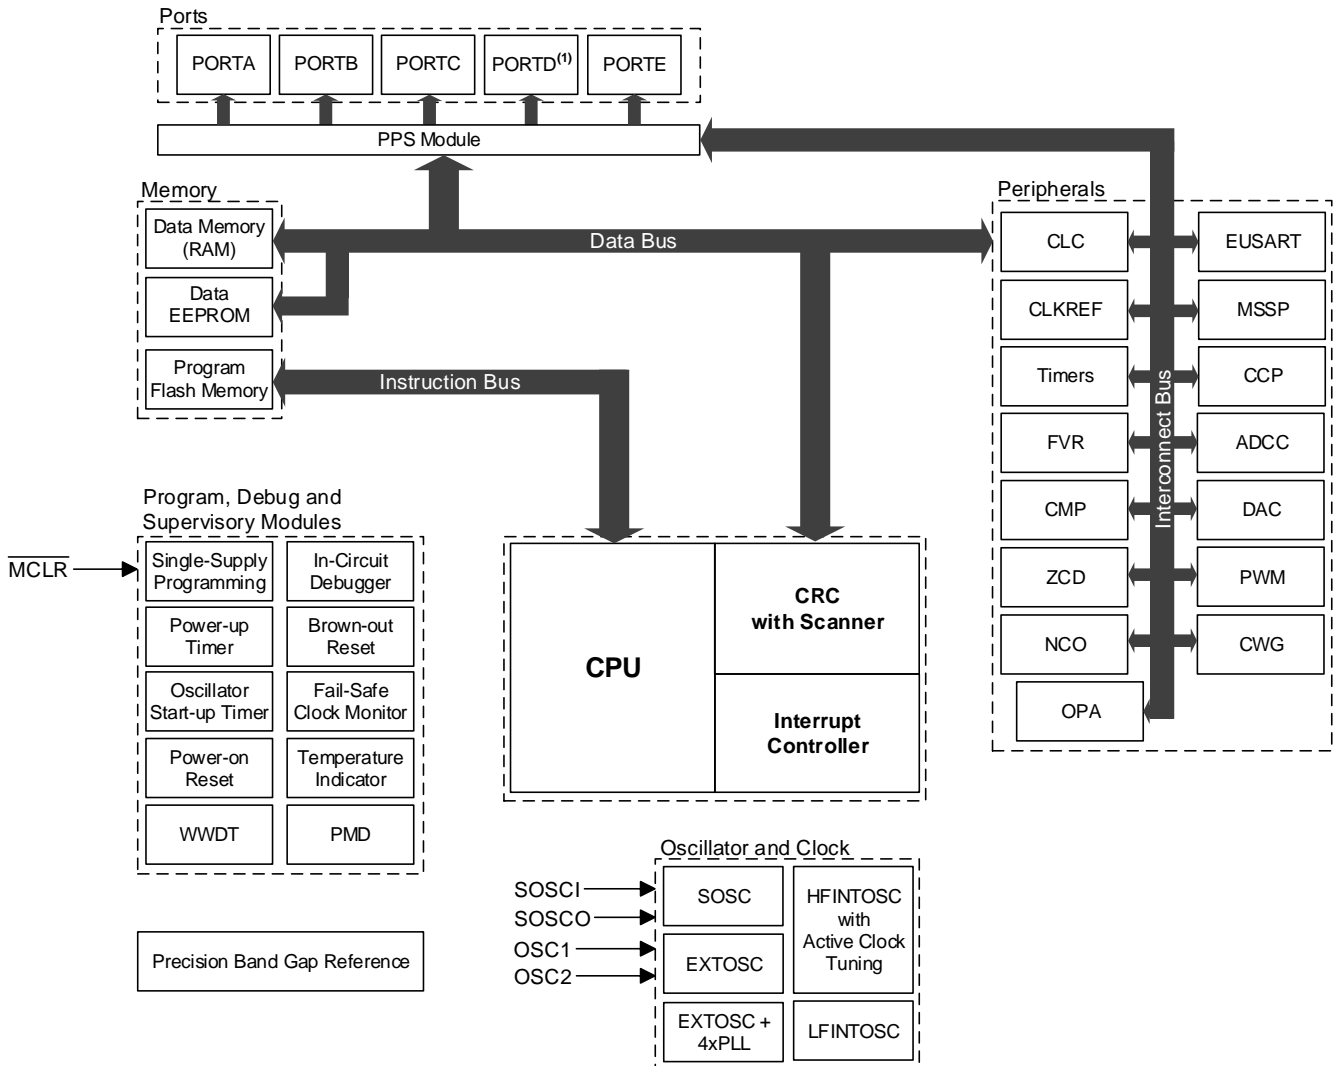 Ports
PORTA
PORTB
PORTC
PORTD(1)
PORTE
PPS Module
Memory
Data Memory
(RAM)
Data
EEPROM
Program
Flash Memory
Data Bus
Instruction Bus
Peripherals
CLC
EUSART
CLKREF
MSSP
Timers
CCP
FVR
ADCC
CMP
DAC
ZCD
PWM
NCO
CWG
OPA
Interconnect Bus
Program, Debug and
Supervisory Modules
MCLR
Single-Supply
Programming
In-Circuit
Debugger
Power-up
Timer
Brown-out
Reset
Oscillator
Start-up Timer
Fail-Safe
Clock Monitor
Power-on
Reset
Temperature
Indicator
WWDT
PMD
CPU
CRC
with Scanner
Interrupt
Controller
Precision Band Gap Reference
Oscillator and Clock
SOSCI
SOSCO
OSC1
OSC2
SOSC
HFINTOSC
with
Active Clock
Tuning
EXTOSC
EXTOSC +
4xPLL
LFINTOSC